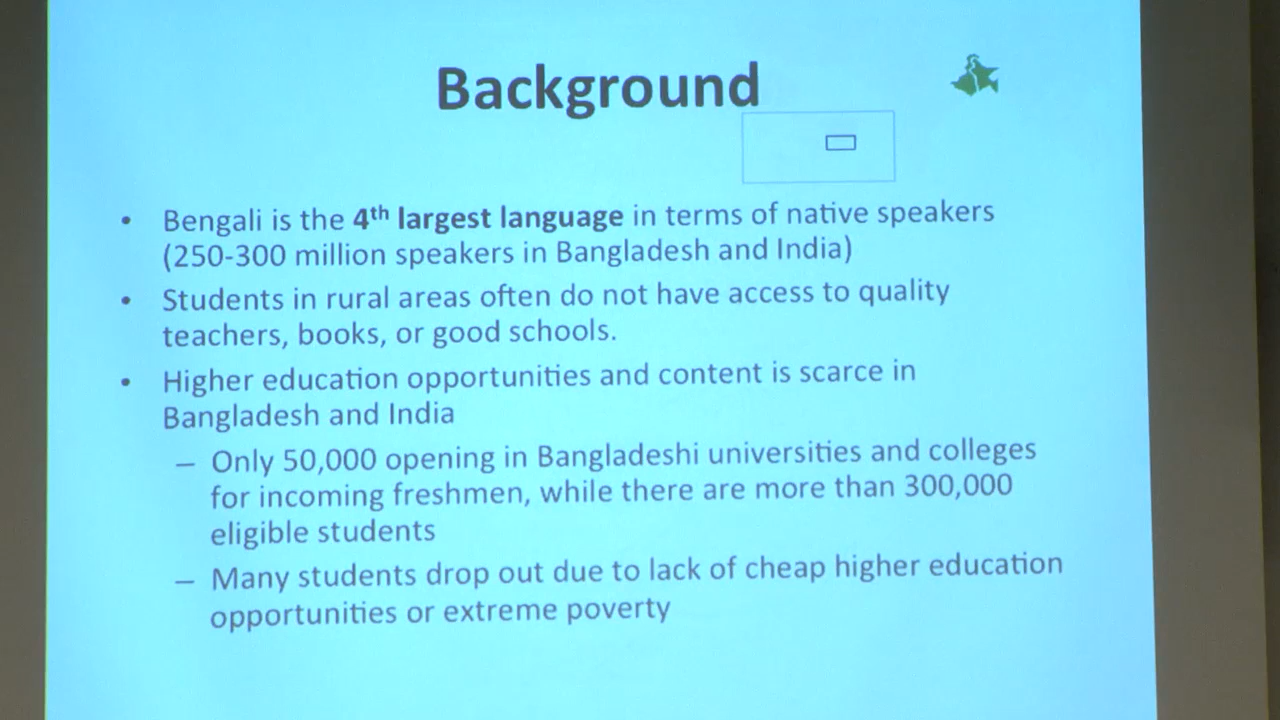 Background
• Bengali is the 4th largest language in terms of native speakers
(250-300 million speakers in Bangladesh and India)
• Students in rural areas often do not have access to quality
teachers, books, or good schools.
• Higher education opportunities and content is scarce in
Bangladesh and India
– Only 50,000 opening in Bangladeshi universities and colleges
for incoming freshmen, while there are more than 300,000
eligible students
– Many students drop out due to lack of cheap higher education
opportunities or extreme poverty